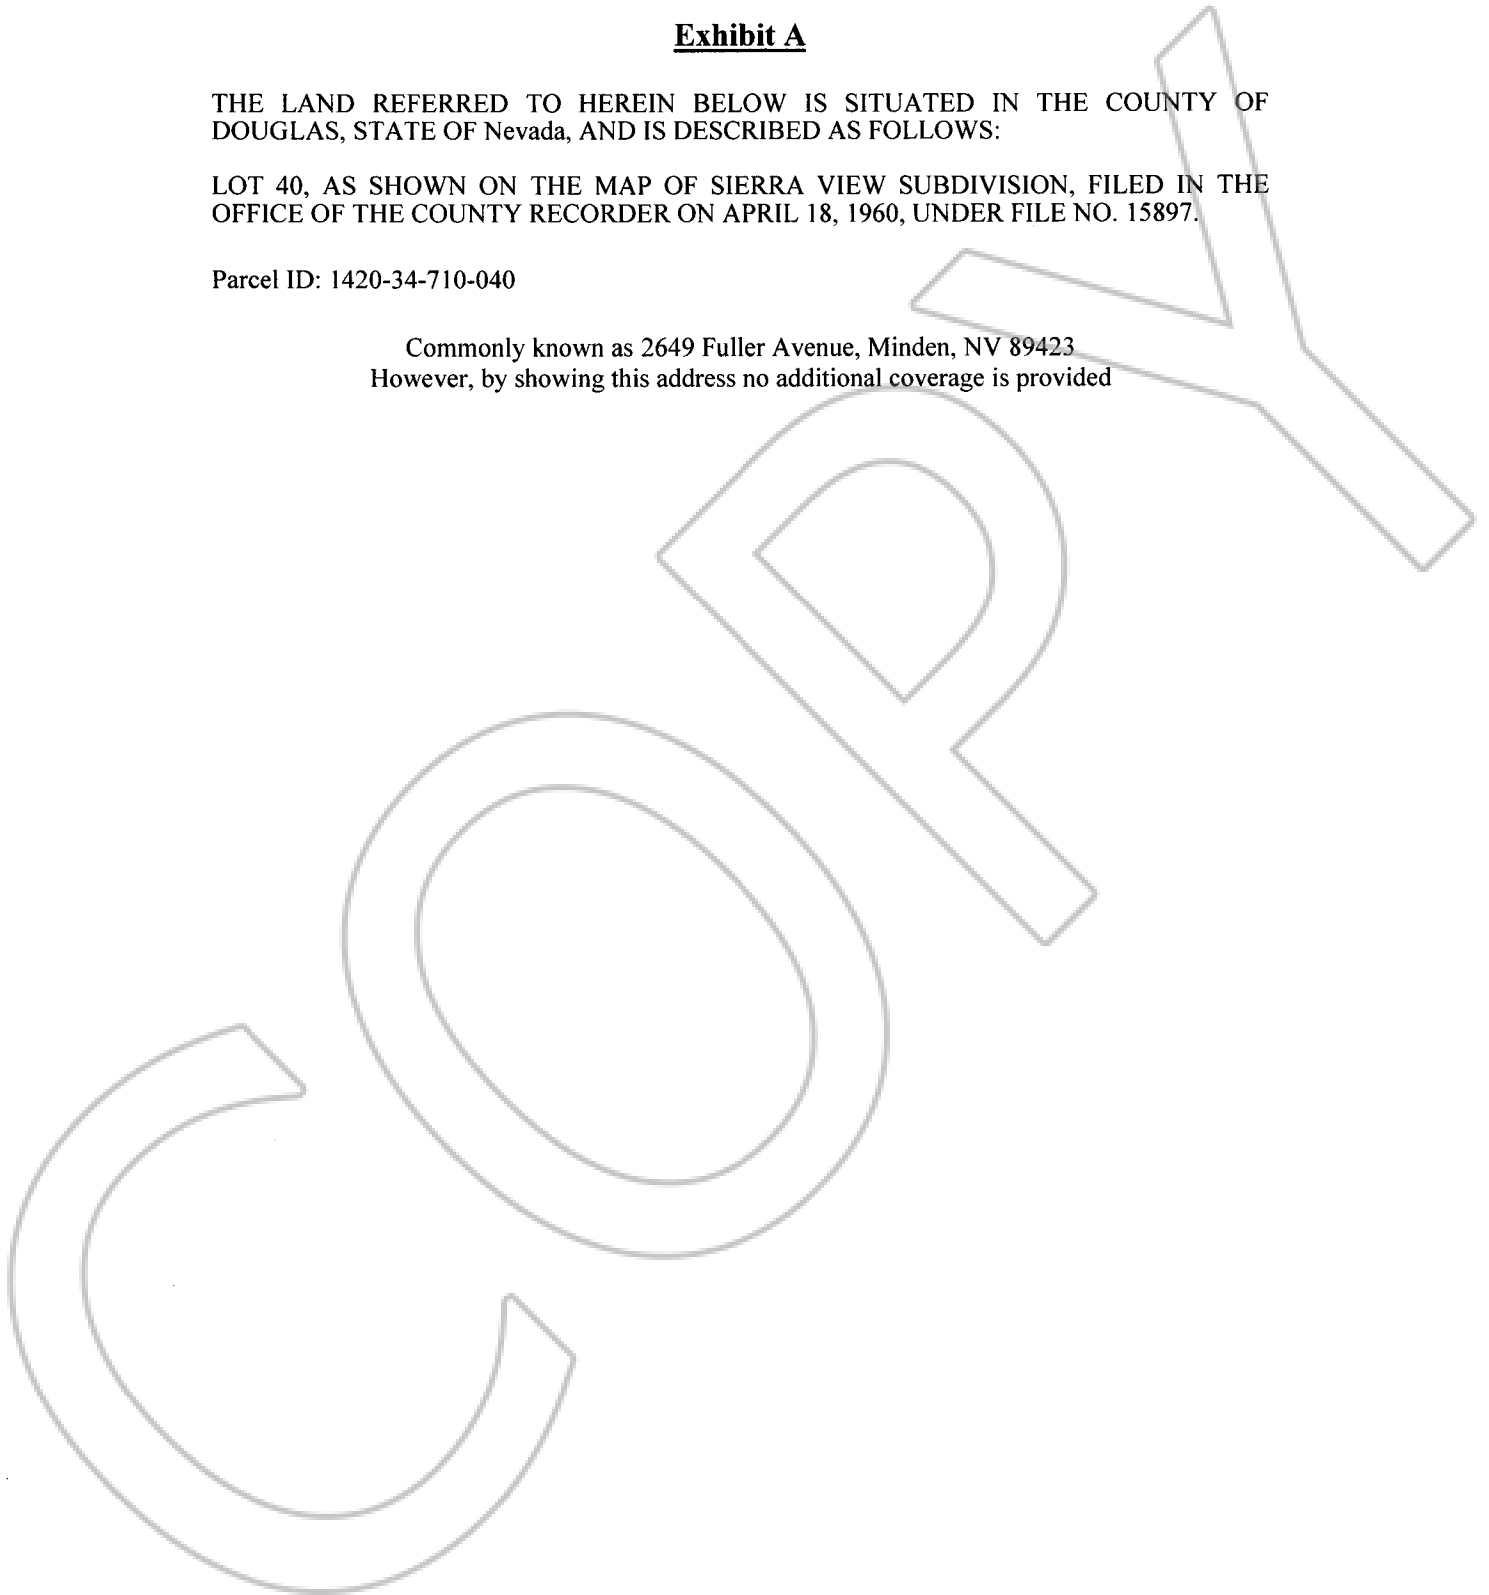 Exhibit A
THE LAND REFERRED TO HEREIN BELOW IS SITUATED IN THE COUNTY OF
DOUGLAS, STATE OF Nevada, AND IS DESCRIBED AS FOLLOWS:
LOT 40, AS SHOWN ON THE MAP OF SIERRA VIEW SUBDIVISION, FILED IN THE
OFFICE OF THE COUNTY RECORDER ON APRIL 18, 1960, UNDER FILE NO. 15897.
Parcel ID: 1420-34-710-040
Commonly known as 2649 Fuller Avenue, Minden, NV 89423
However, by showing this address no additional coverage is provided
COPY